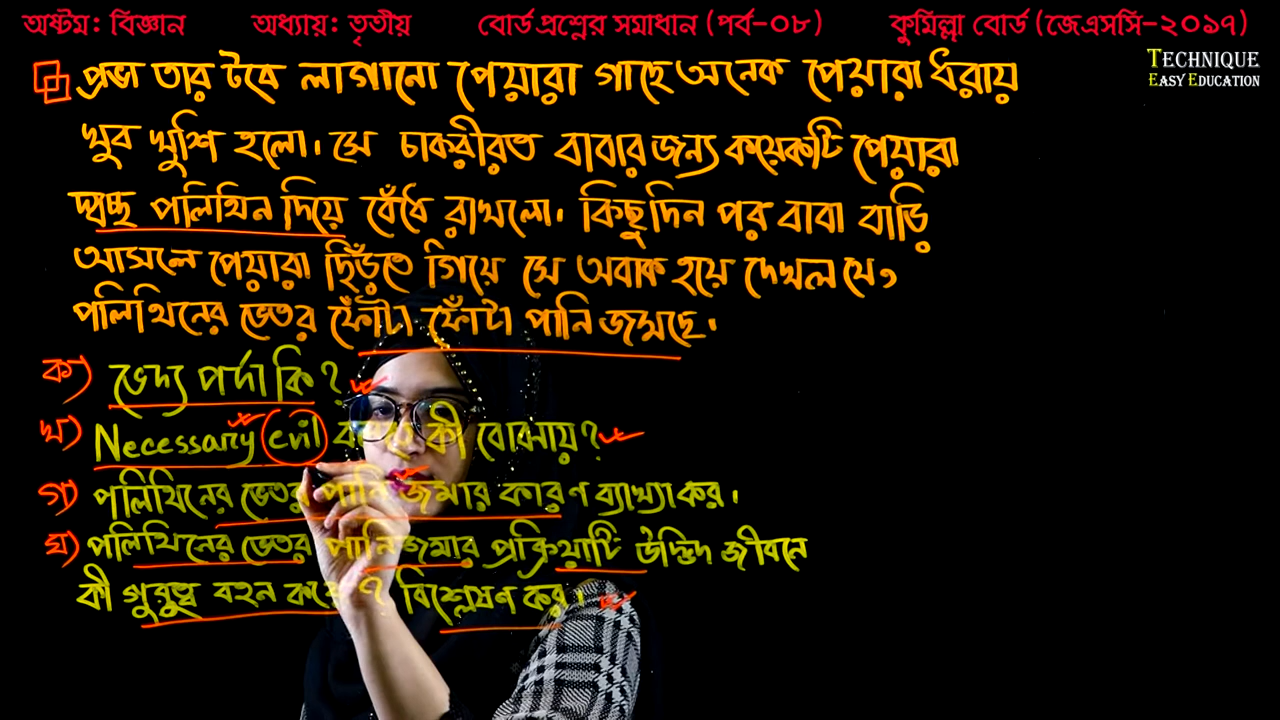 অষ্টম: বিজ্ঞান অধ্যায়: তৃতীয় বোর্ড প্রশ্নের সমাধান (পর্ব-০৮) কুমিল্লা বোর্ড (জেএসসি-২০১৭)
TECHNIQUE
EASY EDUCATION
প্রভা তার টবে লাগানো পেয়ারা গাছে অনেক পেয়ারা ধরায়
খুব খুশি হলো। সে চাকরীরত বাবার জন্য কয়েকটি পেয়ারা
স্বচ্ছ পলিথিন দিয়ে বেঁধে রাখলো। কিছুদিন পর বাবা বাড়ি
আসলে পেয়ারা ছিঁড়তে গিয়ে সে অবাক হয়ে দেখল যে,
পলিথিনের ভেতর ফোঁটা ফোঁটা পানি জমছে।
ক) ভেদ্য পর্দা কি?
খ) Necessary evil বলতে কী বোঝায়?
গ) পলিথিনের ভেতর পানি জমার কারণ ব্যাখ্যা কর।
ঘ) পলিথিনের ভেতর পানি জমার প্রক্রিয়াটি উদ্ভিদ জীবনে
কী গুরুত্ব বহন করে? বিশ্লেষণ কর।